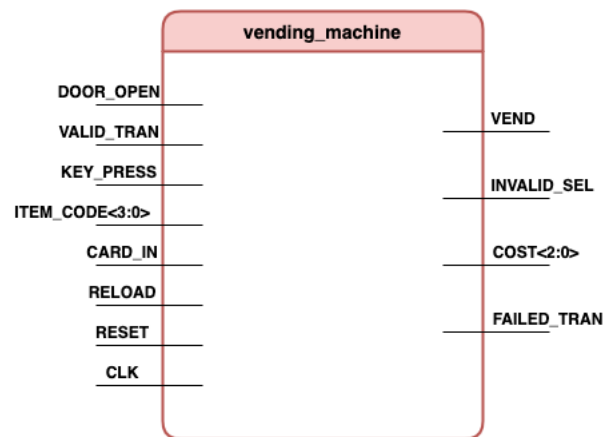 vending_machine
DOOR_OPEN
VALID_TRAN
KEY_PRESS
ITEM_CODE<3:0>
CARD_IN
RELOAD
RESET
CLK
VEND
INVALID_SEL
COST<2:0>
FAILED_TRAN